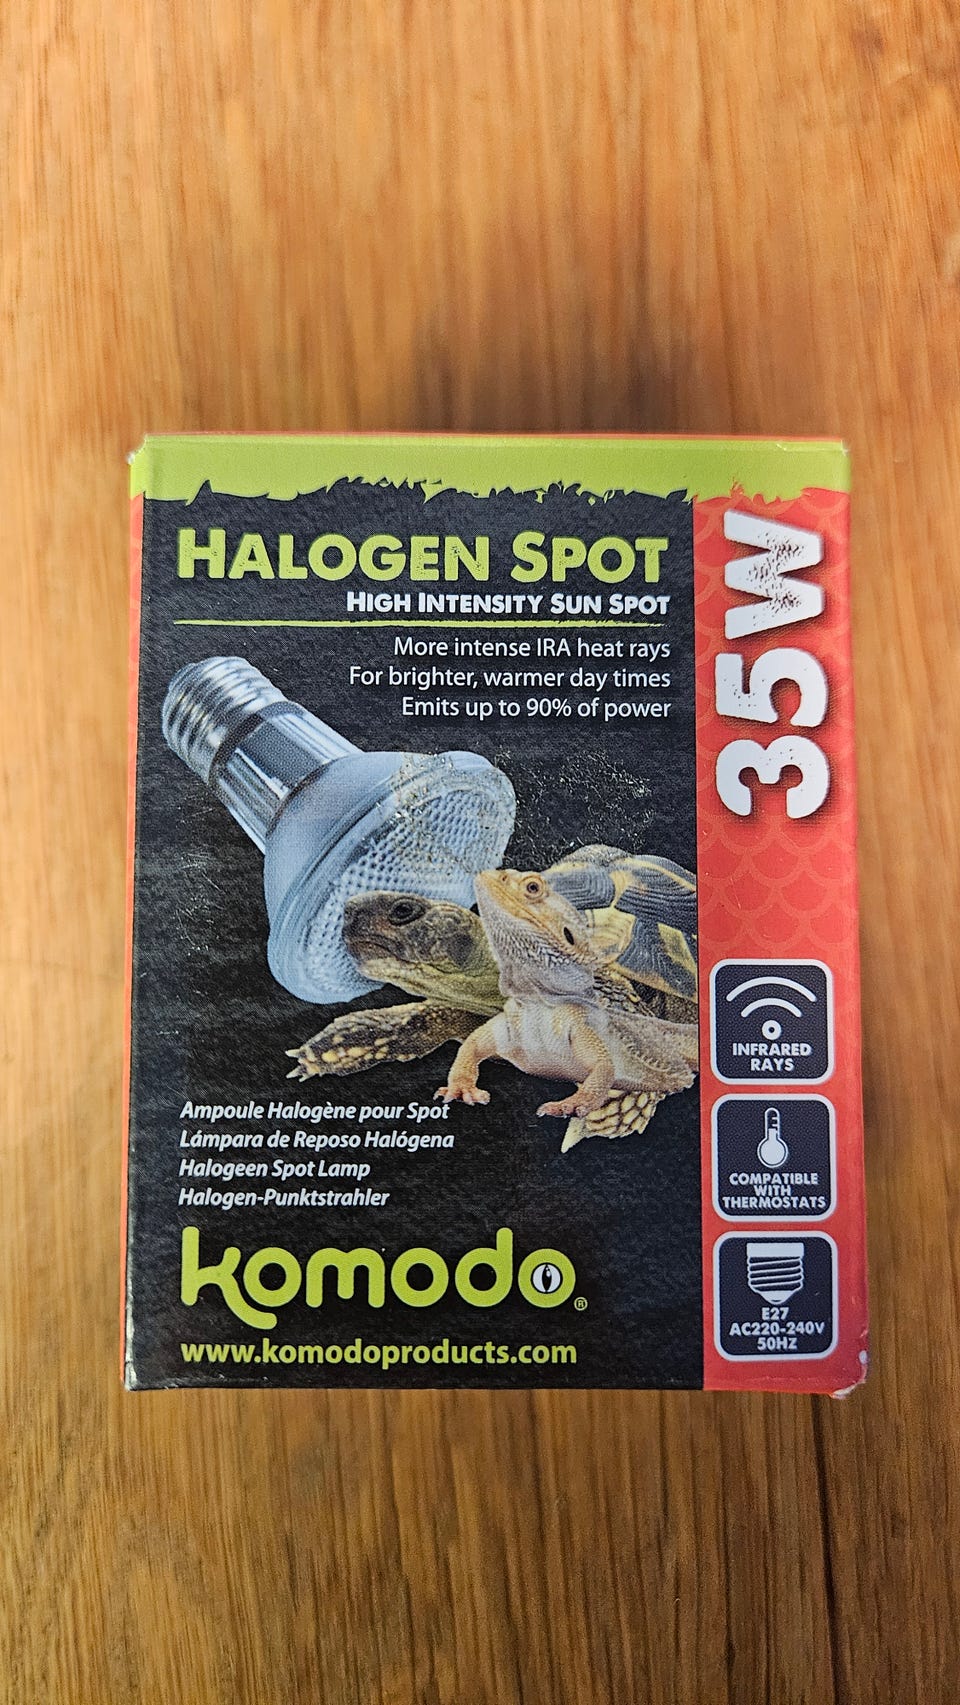 HALOGEN SPOT
HIGH INTENSITY SUN SPOT
More intense IRA heat rays
For brighter, warmer day times
Emits up to 90% of power
35W
Ampoule Halogène pour Spot
Lámpara de Reposo Halógena
Halogeen Spot Lamp
Halogen-Punktstrahler
komodo®
www.komodoproducts.com
INFRARED
RAYS
COMPATIBLE
WITH
THERMOSTATS
E27
AC220-240V
50HZ